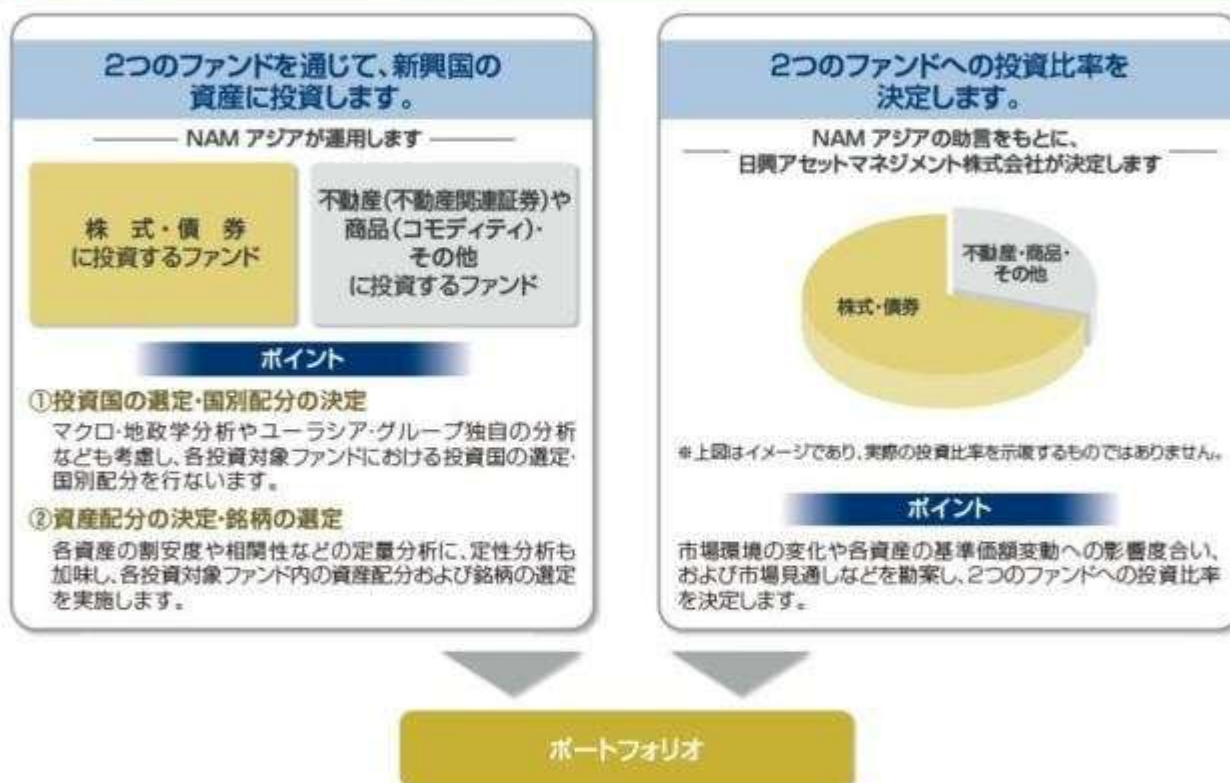 2つのファンドを通じて、新興国の
資産に投資します。
NAM アジアが運用します
株 式・債 券
に投資するファンド
不動産(不動産関連証券)や
商品(コモディティ)・
その他
に投資するファンド
ポイント
①投資国の選定・国別配分の決定
マクロ・地政学分析やユーラシア・グループ独自の分析
なども考慮し、各投資対象ファンドにおける投資国の選定・
国別配分を行ないます。
②資産配分の決定・銘柄の選定
各資産の割安度や相関性などの定量分析に、定性分析も
加味し、各投資対象ファンド内の資産配分および銘柄の選定
を実施します。
2つのファンドへの投資比率を
決定します。
NAM アジアの助言をもとに、
日興アセットマネジメント株式会社が決定します
不動産・商品・
その他
株式・債券
※上図はイメージであり、実際の投資比率を示唆するものではありません。
ポイント
市場環境の変化や各資産の基準価額変動への影響度合い、
および市場見通しなどを勘案し、2つのファンドへの投資比率
を決定します。
ポートフォリオ